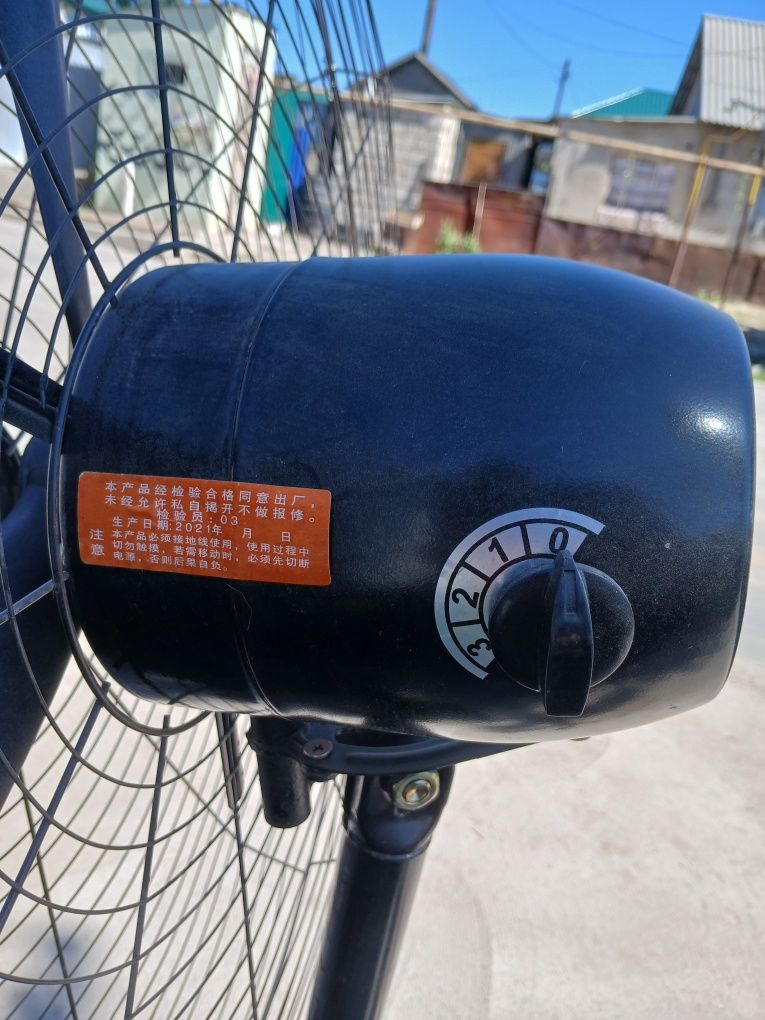 本产品经检验合格同意出厂，
未经允许私自揭开不做报修。
检验员：03
生产日期:2021年 月 日
注意
本产品必须接地线使用，使用过程中
切勿触摸，若需移动时，必须先切断
电源，否则后果自负。
0
1
2
3